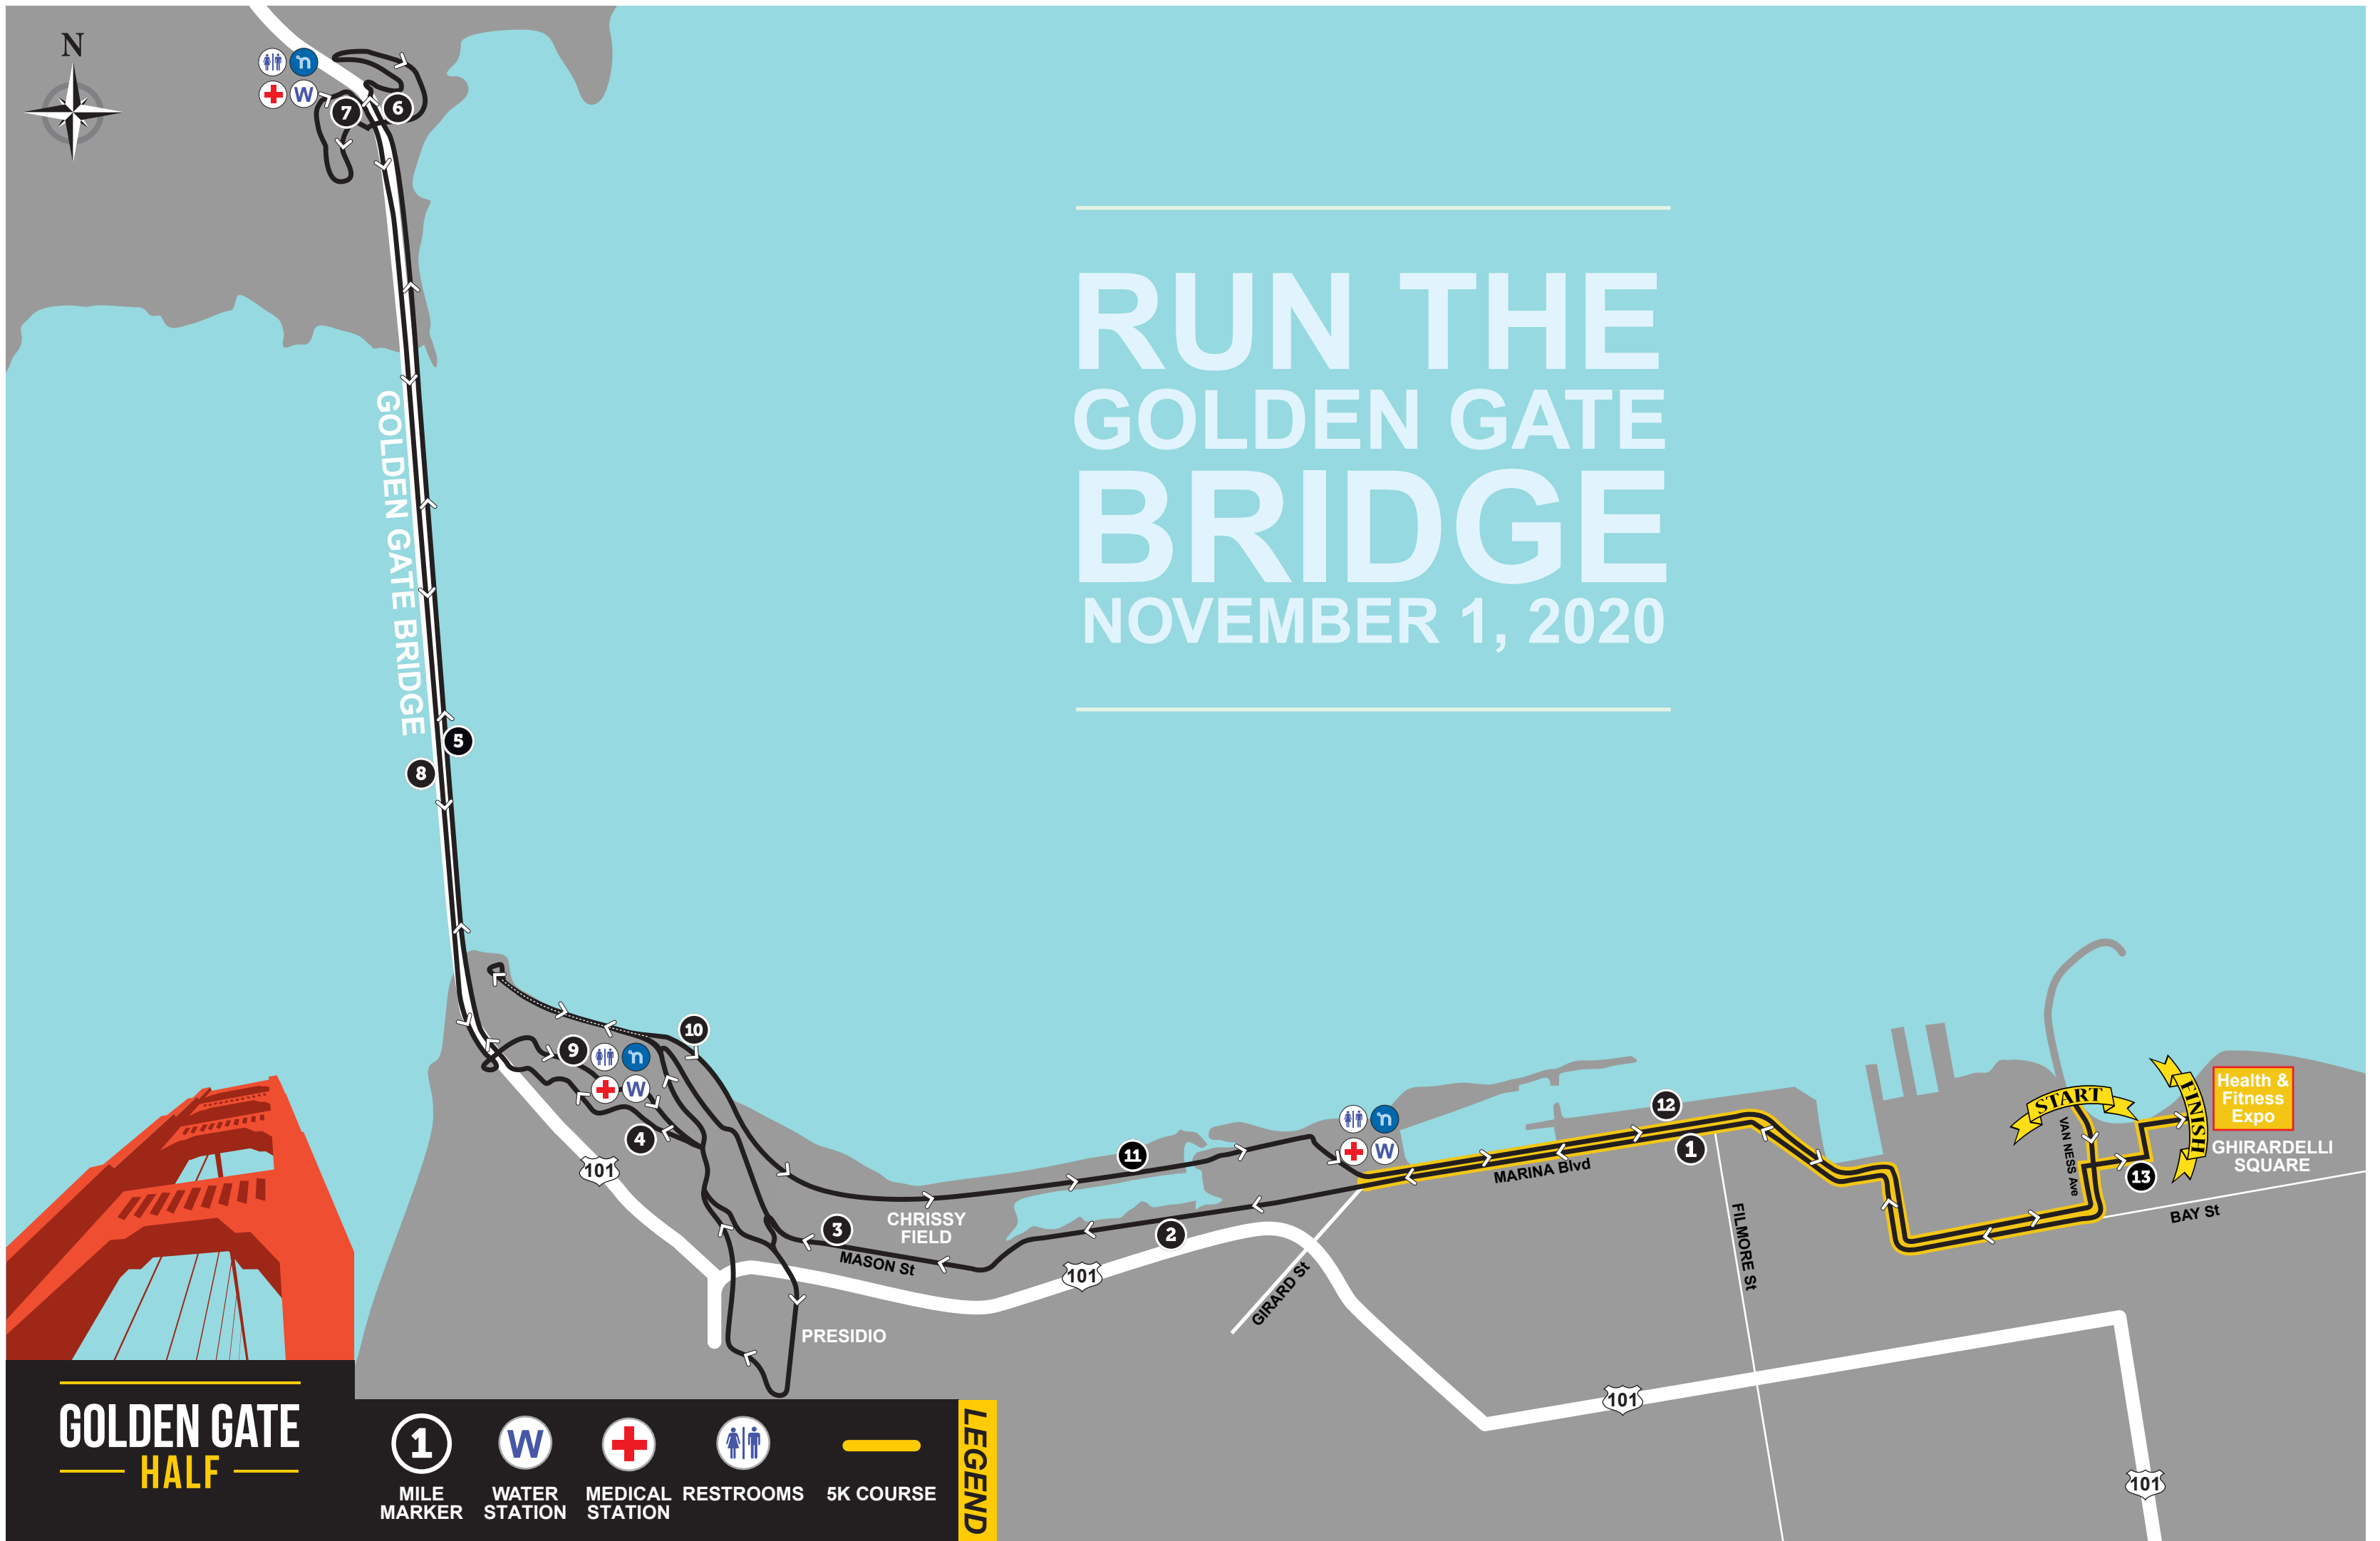 N
W
7
6
RUN THE
GOLDEN GATE
BRIDGE
NOVEMBER 1, 2020
GOLDEN GATE BRIDGE
5
8
10
9
W
4
101
11
12
1
W
MARINA Blvd
START
VAN NESS Ave
FINISH
Health &
Fitness
Expo
GHIRARDELLI
SQUARE
13
BAY St
CHRISSY
FIELD
3
MASON St
2
101
GIRARD St
FILMORE St
PRESIDIO
101
101
GOLDEN GATE
HALF
1
MILE
MARKER
W
WATER
STATION
MEDICAL
STATION
RESTROOMS
5K COURSE
LEGEND